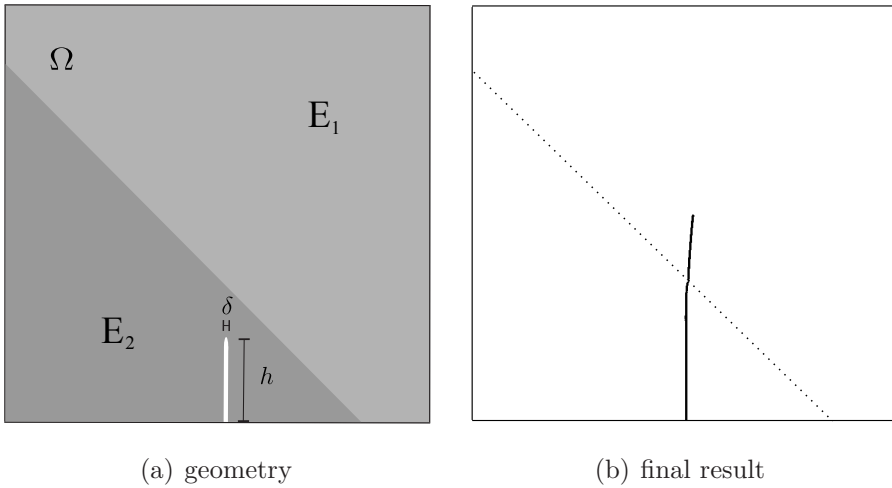 Ω
E₁
δ
E₂
h
(a) geometry
(b) final result